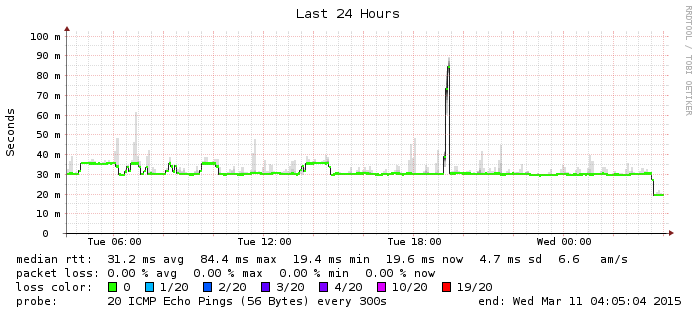 Last 24 Hours
RRDTOOL / TOBI OETIKER
Seconds
100 m
90 m
80 m
70 m
60 m
50 m
40 m
30 m
20 m
10 m
0
Tue 06:00 Tue 12:00 Tue 18:00 Wed 00:00
median rtt: 31.2 ms avg 84.4 ms max 19.4 ms min 19.6 ms now 4.7 ms sd 6.6 am/s
packet loss: 0.00 % avg 0.00 % max 0.00 % min 0.00 % now
loss color: 0 1/20 2/20 3/20 4/20 10/20 19/20
probe: 20 ICMP Echo Pings (56 Bytes) every 300s end: Wed Mar 11 04:05:04 2015